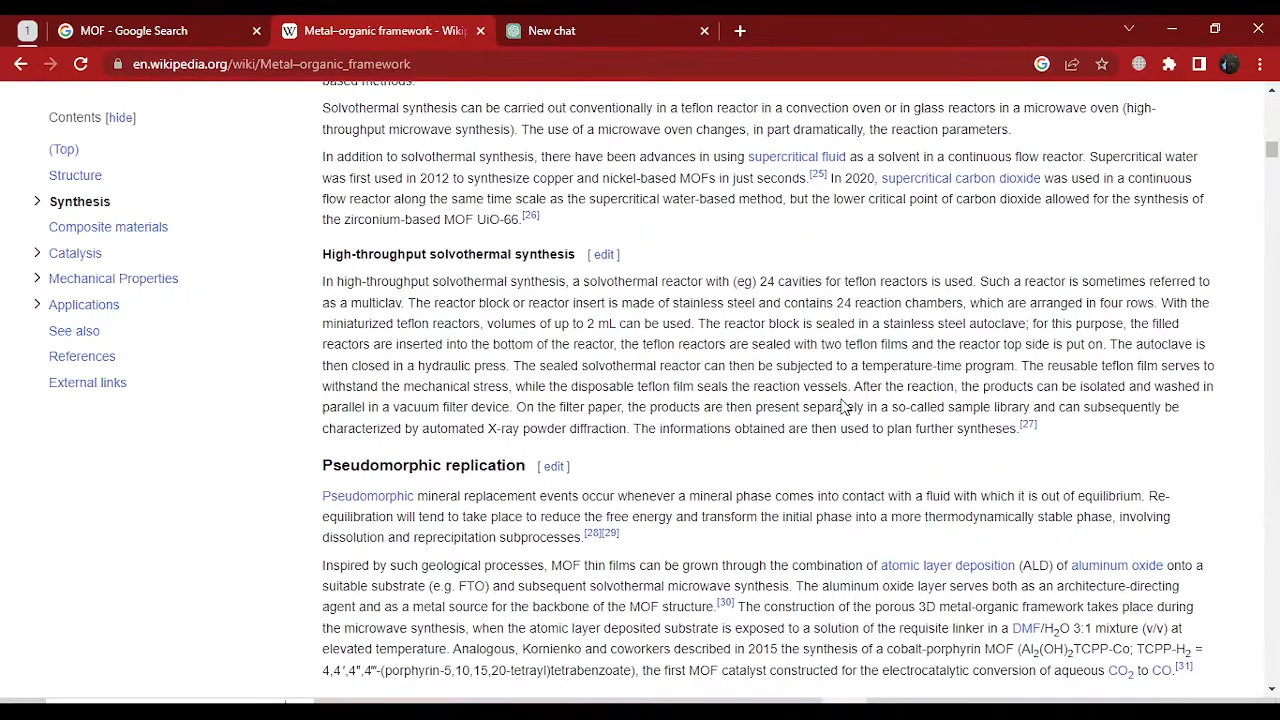 1
MOF - Google Search
Metal–organic framework - Wiki
New chat
en.wikipedia.org/wiki/Metal–organic_framework
Contents [hide]
(Top)
Structure
Synthesis
Composite materials
Catalysis
Mechanical Properties
Applications
See also
References
External links
based methods.
Solvothermal synthesis can be carried out conventionally in a teflon reactor in a convection oven or in glass reactors in a microwave oven (high-
throughput microwave synthesis). The use of a microwave oven changes, in part dramatically, the reaction parameters.
In addition to solvothermal synthesis, there have been advances in using supercritical fluid as a solvent in a continuous flow reactor. Supercritical water
was first used in 2012 to synthesize copper and nickel-based MOFs in just seconds.[25] In 2020, supercritical carbon dioxide was used in a continuous
flow reactor along the same time scale as the supercritical water-based method, but the lower critical point of carbon dioxide allowed for the synthesis of
the zirconium-based MOF UiO-66.[26]
High-throughput solvothermal synthesis [ edit ]
In high-throughput solvothermal synthesis, a solvothermal reactor with (eg) 24 cavities for teflon reactors is used. Such a reactor is sometimes referred to
as a multiclav. The reactor block or reactor insert is made of stainless steel and contains 24 reaction chambers, which are arranged in four rows. With the
miniaturized teflon reactors, volumes of up to 2 mL can be used. The reactor block is sealed in a stainless steel autoclave; for this purpose, the filled
reactors are inserted into the bottom of the reactor, the teflon reactors are sealed with two teflon films and the reactor top side is put on. The autoclave is
then closed in a hydraulic press. The sealed solvothermal reactor can then be subjected to a temperature-time program. The reusable teflon film serves to
withstand the mechanical stress, while the disposable teflon film seals the reaction vessels. After the reaction, the products can be isolated and washed in
parallel in a vacuum filter device. On the filter paper, the products are then present separately in a so-called sample library and can subsequently be
characterized by automated X-ray powder diffraction. The informations obtained are then used to plan further syntheses.[27]
Pseudomorphic replication [ edit ]
Pseudomorphic mineral replacement events occur whenever a mineral phase comes into contact with a fluid with which it is out of equilibrium. Re-
equilibration will tend to take place to reduce the free energy and transform the initial phase into a more thermodynamically stable phase, involving
dissolution and reprecipitation subprocesses.[28][29]
Inspired by such geological processes, MOF thin films can be grown through the combination of atomic layer deposition (ALD) of aluminum oxide onto a
suitable substrate (e.g. FTO) and subsequent solvothermal microwave synthesis. The aluminum oxide layer serves both as an architecture-directing
agent and as a metal source for the backbone of the MOF structure.[30] The construction of the porous 3D metal-organic framework takes place during
the microwave synthesis, when the atomic layer deposited substrate is exposed to a solution of the requisite linker in a DMF/H₂O 3:1 mixture (v/v) at
elevated temperature. Analogous, Kornienko and coworkers described in 2015 the synthesis of a cobalt-porphyrin MOF (Al₂(OH)₂TCPP-Co; TCPP-H₂ =
4,4′,4″,4‴-(porphyrin-5,10,15,20-tetrayl)tetrabenzoate), the first MOF catalyst constructed for the electrocatalytic conversion of aqueous CO₂ to CO.[31]